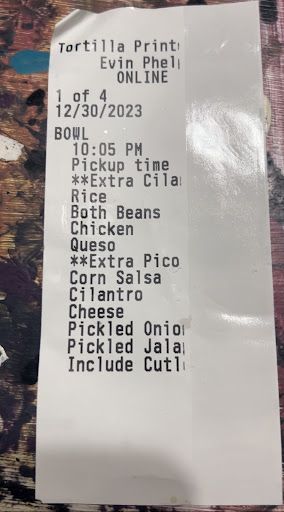 Tortilla Print
Evin Phel
ONLINE
1 of 4
12/30/2023
BOWL
10:05 PM
Pickup time
**Extra Cila
Rice
Both Beans
Chicken
Queso
**Extra Pico
Corn Salsa
Cilantro
Cheese
Pickled Onio
Pickled Jala
Include Cutl